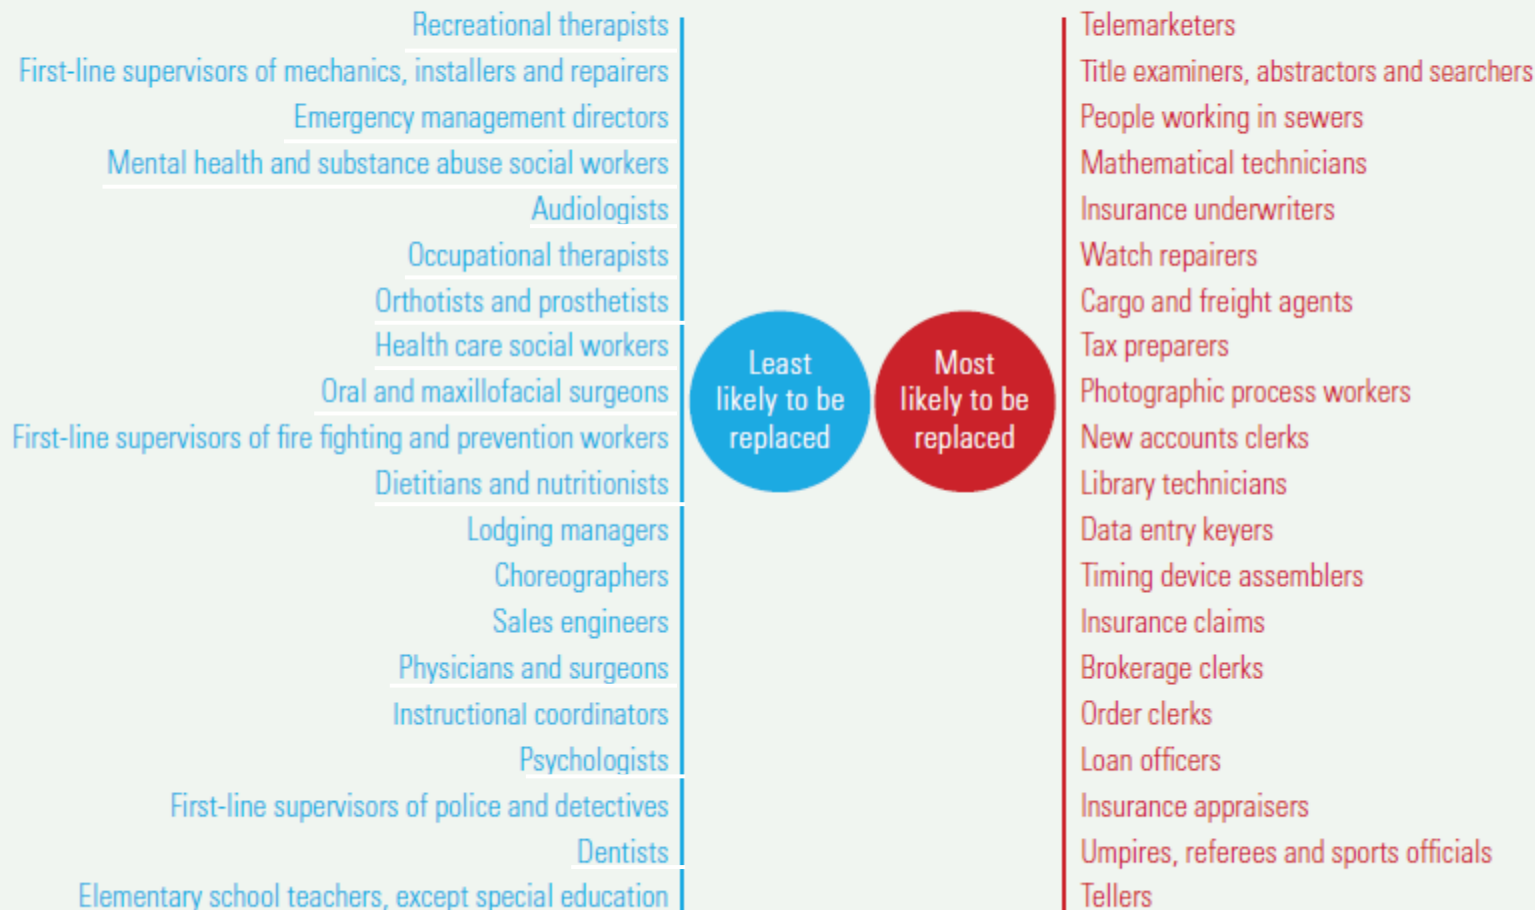 Recreational therapists
First-line supervisors of mechanics, installers and repairers
Emergency management directors
Mental health and substance abuse social workers
Audiologists
Occupational therapists
Orthotists and prosthetists
Health care social workers
Oral and maxillofacial surgeons
First-line supervisors of fire fighting and prevention workers
Dietitians and nutritionists
Lodging managers
Choreographers
Sales engineers
Physicians and surgeons
Instructional coordinators
Psychologists
First-line supervisors of police and detectives
Dentists
Elementary school teachers, except special education
Least
likely to be
replaced
Most
likely to be
replaced
Telemarketers
Title examiners, abstractors and searchers
People working in sewers
Mathematical technicians
Insurance underwriters
Watch repairers
Cargo and freight agents
Tax preparers
Photographic process workers
New accounts clerks
Library technicians
Data entry keyers
Timing device assemblers
Insurance claims
Brokerage clerks
Order clerks
Loan officers
Insurance appraisers
Umpires, referees and sports officials
Tellers